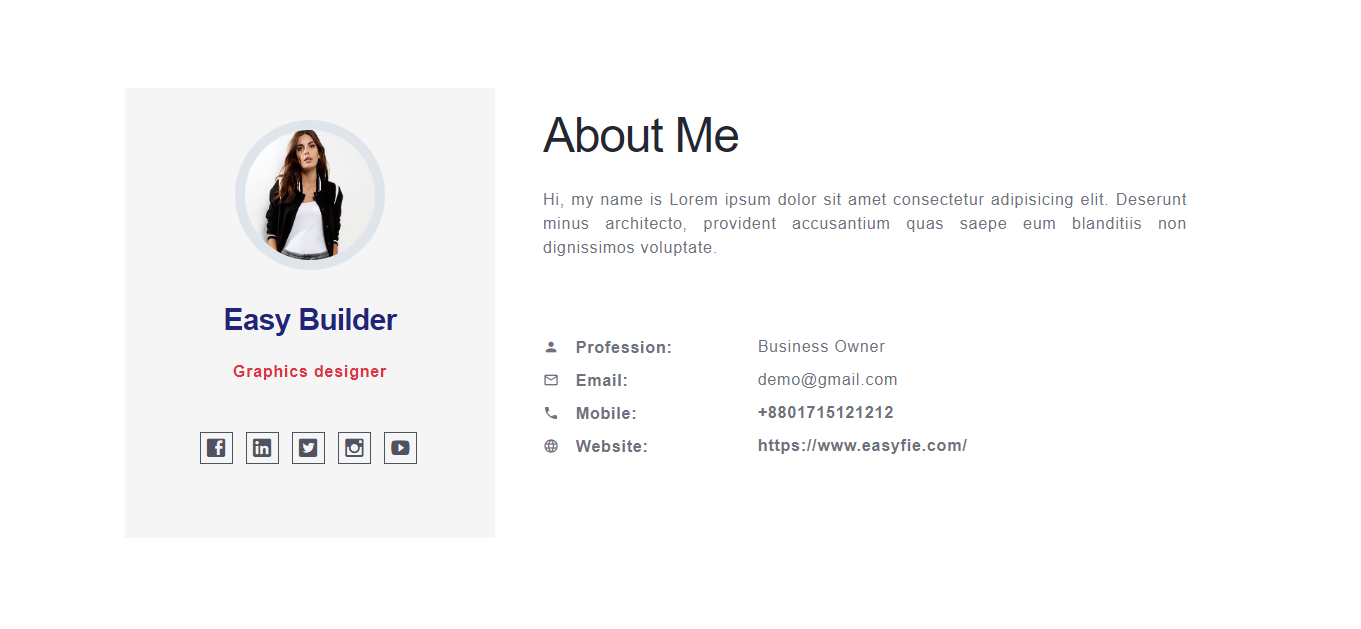 Easy Builder
Graphics designer
About Me
Hi, my name is Lorem ipsum dolor sit amet consectetur adipisicing elit. Deserunt
minus architecto, provident accusantium quas saepe eum blanditiis non
dignissimos voluptate.
Profession: Business Owner
Email: demo@gmail.com
Mobile: +8801715121212
Website: https://www.easyfie.com/